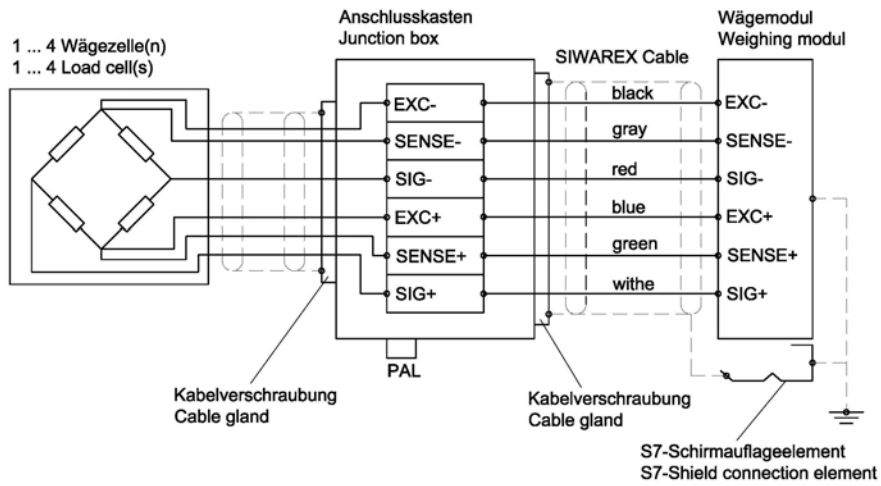 1 ... 4 Wägezelle(n)
1 ... 4 Load cell(s)
Anschlusskasten
Junction box
SIWAREX Cable
Wägemodul
Weighing modul
EXC-
SENSE-
SIG-
EXC+
SENSE+
SIG+
black
gray
red
blue
green
withe
EXC-
SENSE-
SIG-
EXC+
SENSE+
SIG+
PAL
Kabelverschraubung
Cable gland
Kabelverschraubung
Cable gland
S7-Schirmauflageelement
S7-Shield connection element